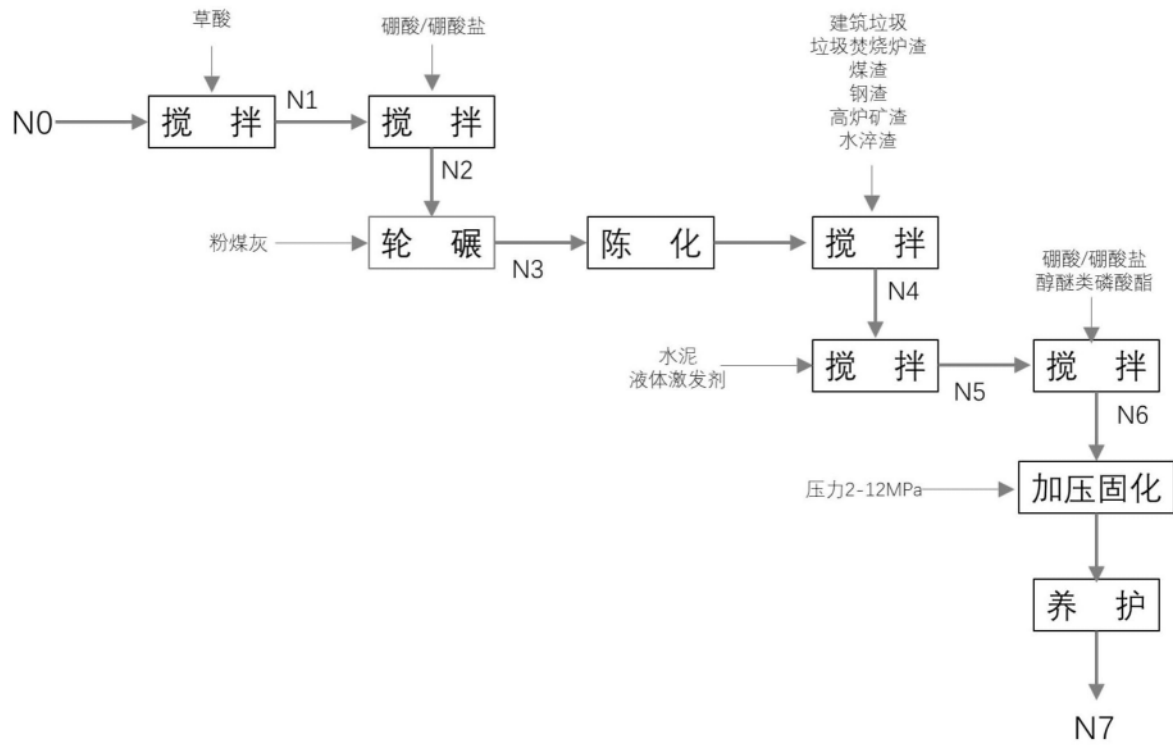 草酸
硼酸/硼酸盐
建筑垃圾
垃圾焚烧炉渣
煤渣
钢渣
高炉矿渣
水淬渣
N0
搅 拌
N1
搅 拌
N2
粉煤灰
轮 碾
N3
陈 化
搅 拌
N4
硼酸/硼酸盐
醇醚类磷酸酯
水泥
液体激发剂
搅 拌
N5
搅 拌
N6
压力2-12MPa
加压固化
养 护
N7